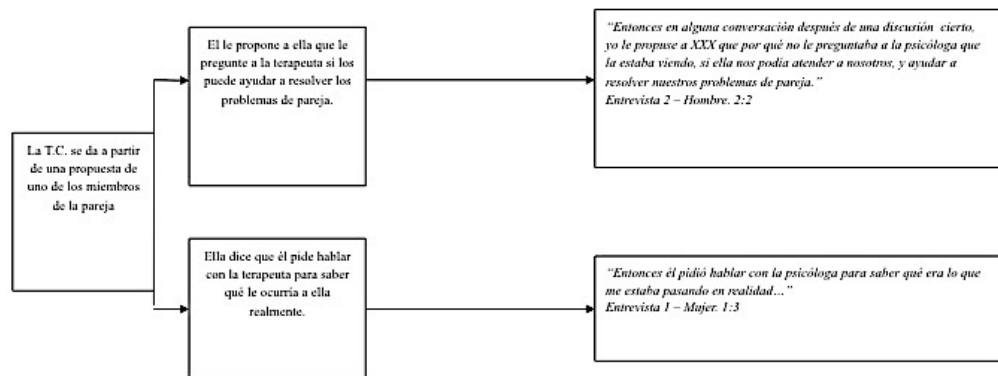 La T.C. se da a partir
de una propuesta de
uno de los miembros
de la pareja
El le propone a ella que le
pregunte a la terapeuta si los
puede ayudar a resolver los
problemas de pareja.
“Entonces en alguna conversación después de una discusión cierto,
yo le propuse a XXX que por qué no le preguntaba a la psicóloga que
la estaba viendo, si ella nos podía atender a nosotros, y ayudar a
resolver nuestros problemas de pareja.”
Entrevista 2 – Hombre. 2:2
Ella dice que él pide hablar
con la terapeuta para saber
qué le ocurría a ella
realmente.
“Entonces él pidió hablar con la psicóloga para saber qué era lo que
me estaba pasando en realidad…”
Entrevista 1 – Mujer. 1:3